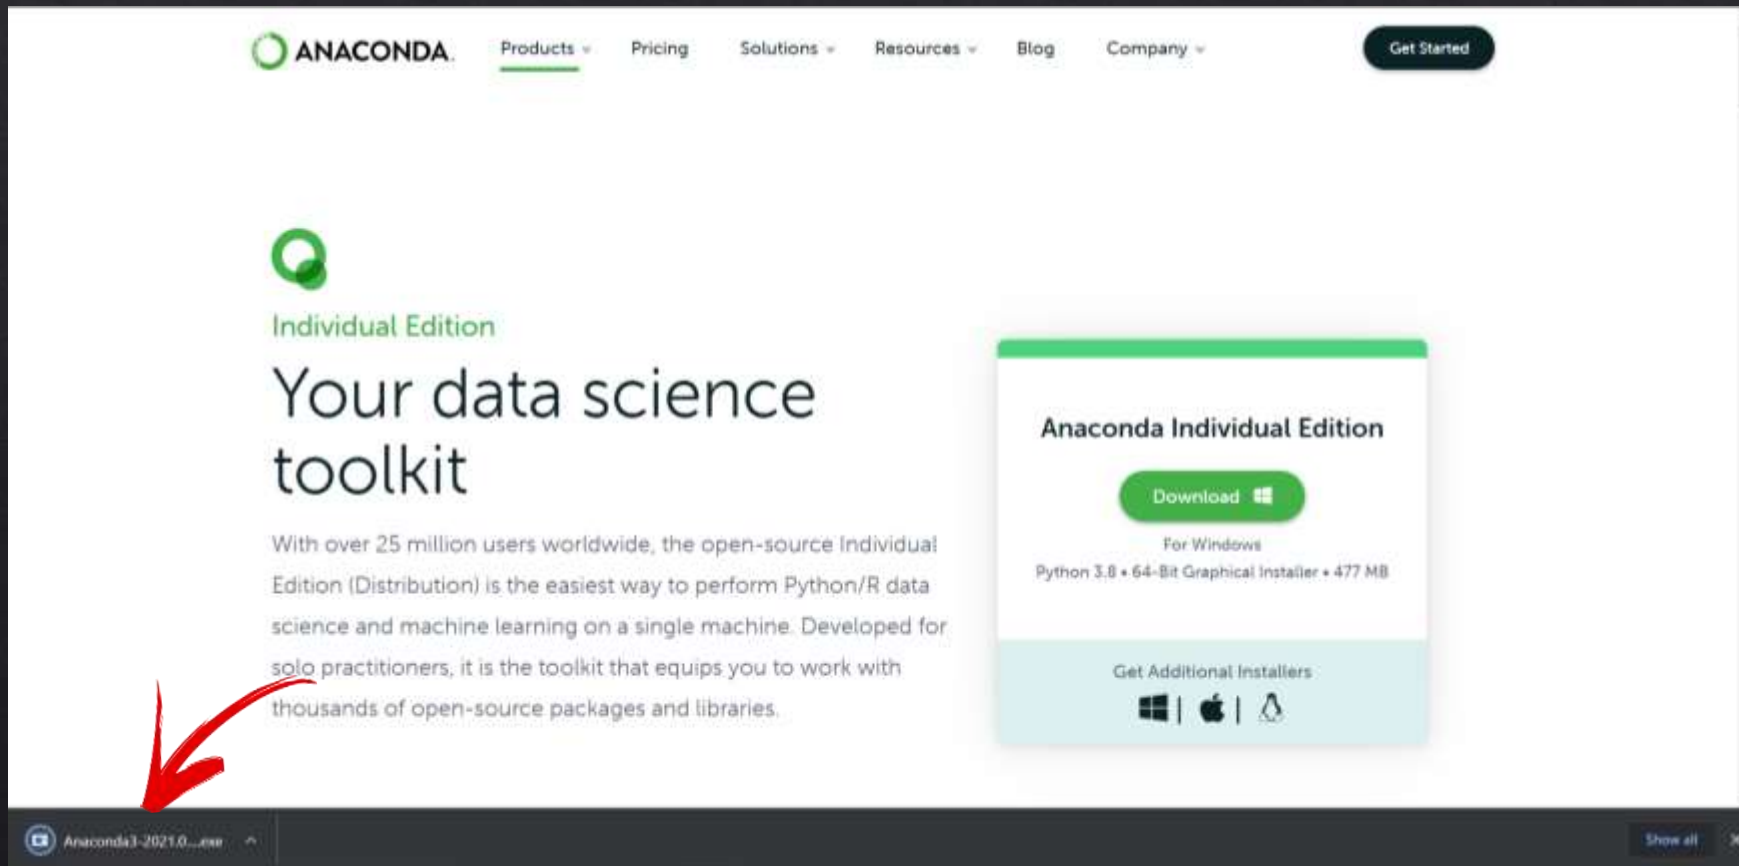 ANACONDA. Products Pricing Solutions Resources Blog Company Get Started
Individual Edition
Your data science
toolkit
With over 25 million users worldwide, the open-source Individual
Edition (Distribution) is the easiest way to perform Python/R data
science and machine learning on a single machine. Developed for
solo practitioners, it is the toolkit that equips you to work with
thousands of open-source packages and libraries.
Anaconda Individual Edition
Download
For Windows
Python 3.8 • 64-Bit Graphical Installer • 477 MB
Get Additional Installers
Anaconda3-2021.0....exe
Show all